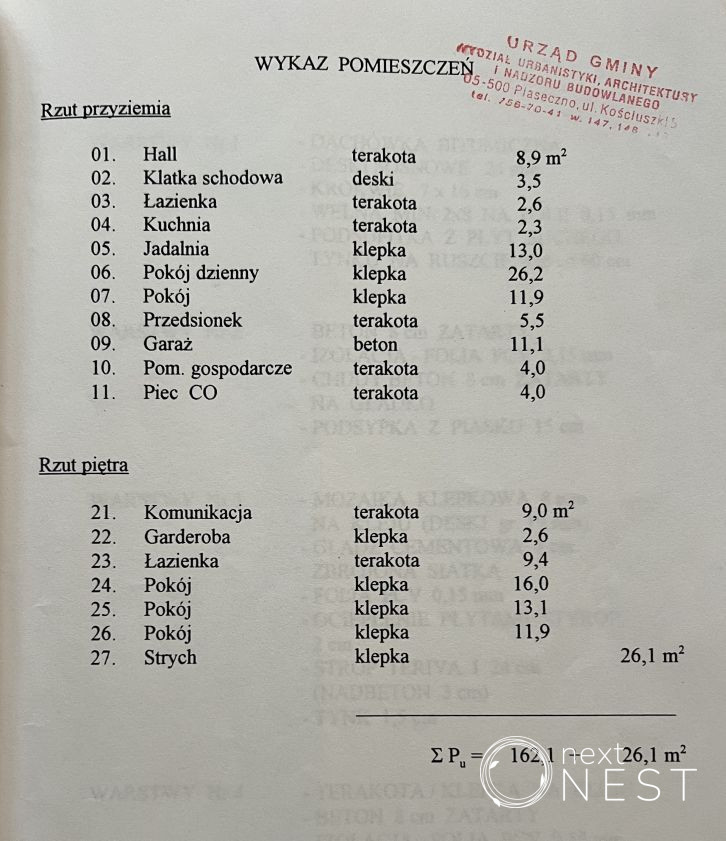 URZĄD GMINY
WYDZIAŁ URBANISTYKI, ARCHITEKTURY
I NADZORU BUDOWLANEGO
05-500 Piaseczno, ul. Kościuszki 5
tel. 756-70-41 w. 147, 148
WYKAZ POMIESZCZEŃ
Rzut przyziemia
01. Hall terakota 8,9 m²
02. Klatka schodowa deski 3,5
03. Łazienka terakota 2,6
04. Kuchnia terakota 2,3
05. Jadalnia klepka 13,0
06. Pokój dzienny klepka 26,2
07. Pokój klepka 11,9
08. Przedsionek terakota 5,5
09. Garaż beton 11,1
10. Pom. gospodarcze terakota 4,0
11. Piec CO terakota 4,0
Rzut piętra
21. Komunikacja terakota 9,0 m²
22. Garderoba klepka 2,6
23. Łazienka terakota 9,4
24. Pokój klepka 16,0
25. Pokój klepka 13,1
26. Pokój klepka 11,9
27. Strych klepka 26,1 m²
Σ Pu = 162,1 + 26,1 m²
next
NEST